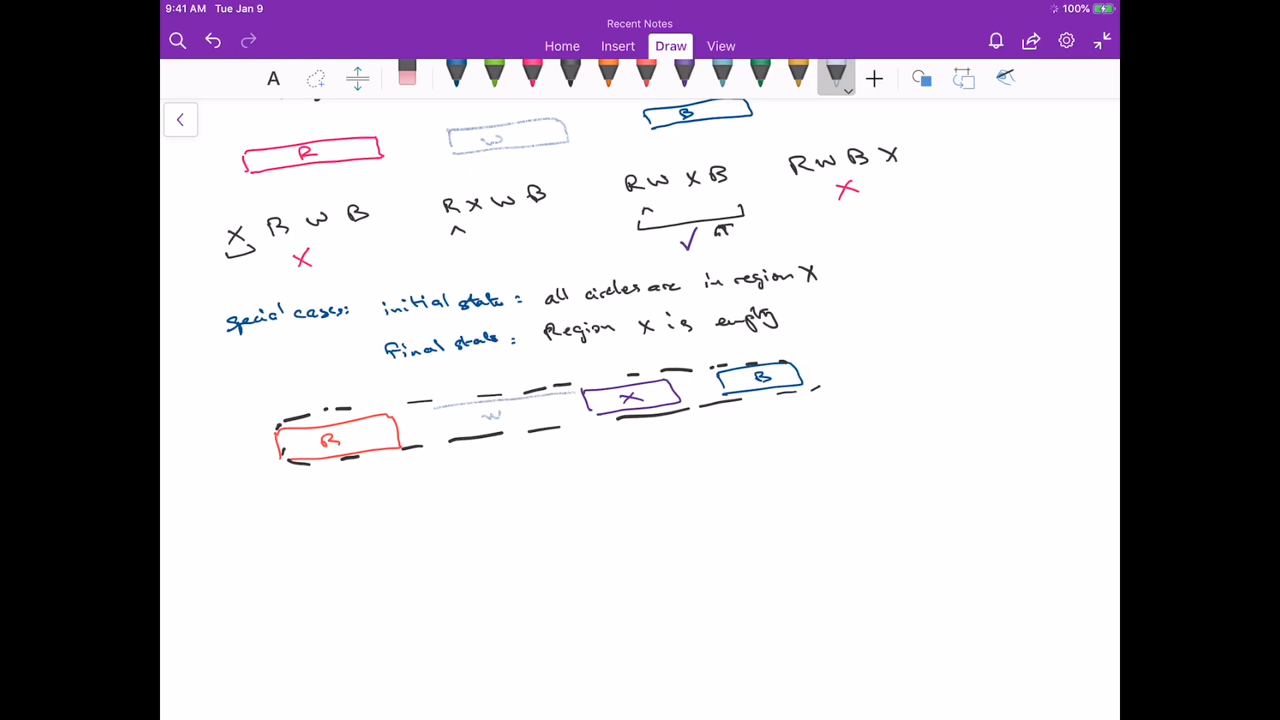 9:41 AM Tue Jan 9
100%
Recent Notes
Home Insert Draw View
A
R W B
X R W B R X W B R W X B R W B X
X ✓ X
special cases: initial state: all circles are in region X
final state: Region X is empty
R W X B